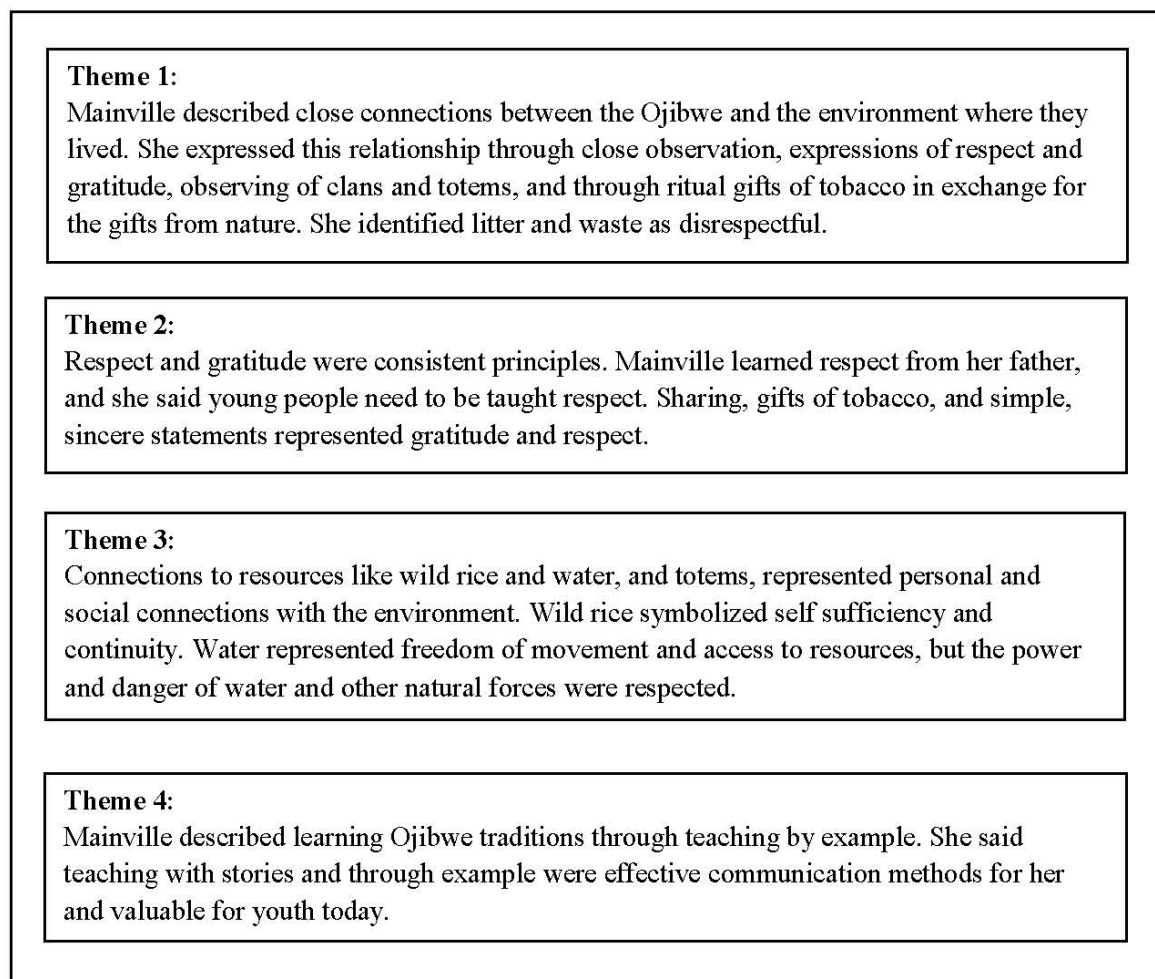 Theme 1:
Mainville described close connections between the Ojibwe and the environment where they
lived. She expressed this relationship through close observation, expressions of respect and
gratitude, observing of clans and totems, and through ritual gifts of tobacco in exchange for
the gifts from nature. She identified litter and waste as disrespectful.
Theme 2:
Respect and gratitude were consistent principles. Mainville learned respect from her father,
and she said young people need to be taught respect. Sharing, gifts of tobacco, and simple,
sincere statements represented gratitude and respect.
Theme 3:
Connections to resources like wild rice and water, and totems, represented personal and
social connections with the environment. Wild rice symbolized self sufficiency and
continuity. Water represented freedom of movement and access to resources, but the power
and danger of water and other natural forces were respected.
Theme 4:
Mainville described learning Ojibwe traditions through teaching by example. She said
teaching with stories and through example were effective communication methods for her
and valuable for youth today.